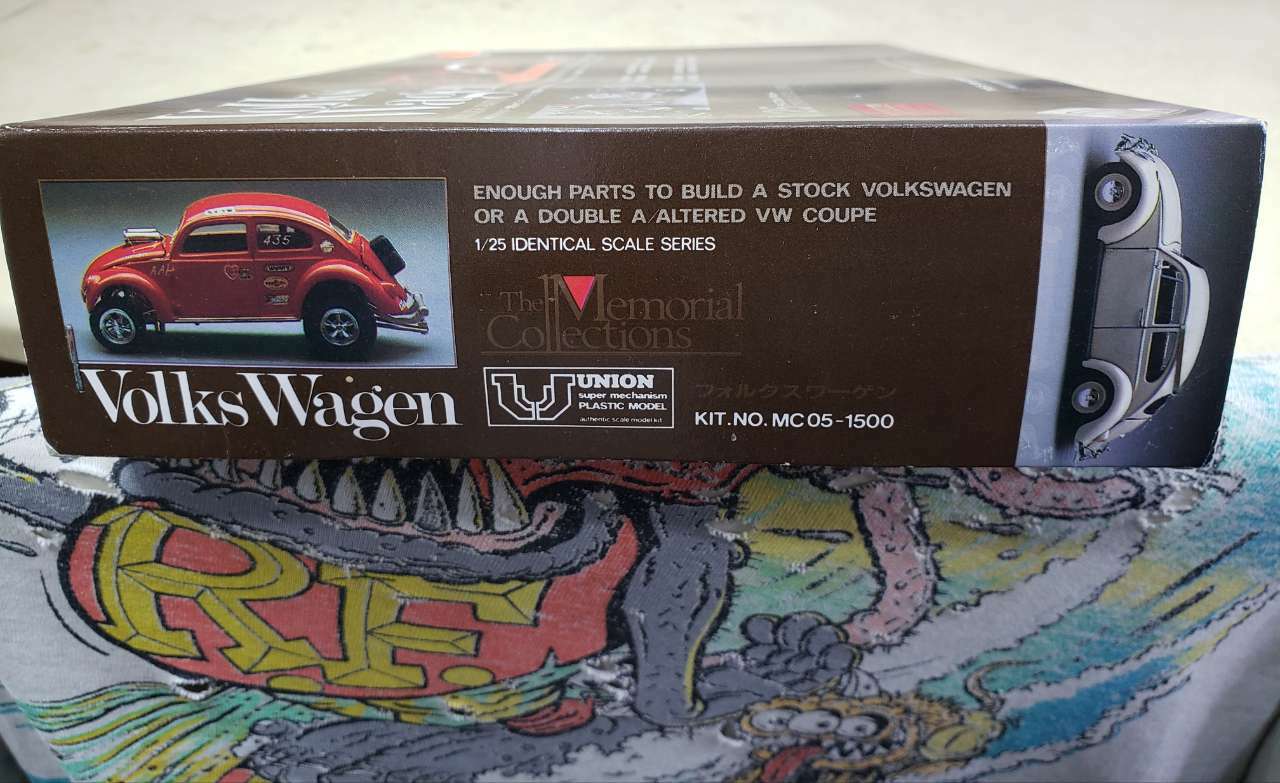 ENOUGH PARTS TO BUILD A STOCK VOLKSWAGEN
OR A DOUBLE A/ALTERED VW COUPE
1/25 IDENTICAL SCALE SERIES
435
The Memorial
Collections
VolksWagen
UNION
super mechanism
PLASTIC MODEL
authentic scale model kit
フォルクスワーゲン
KIT.NO. MC05-1500
R.F.